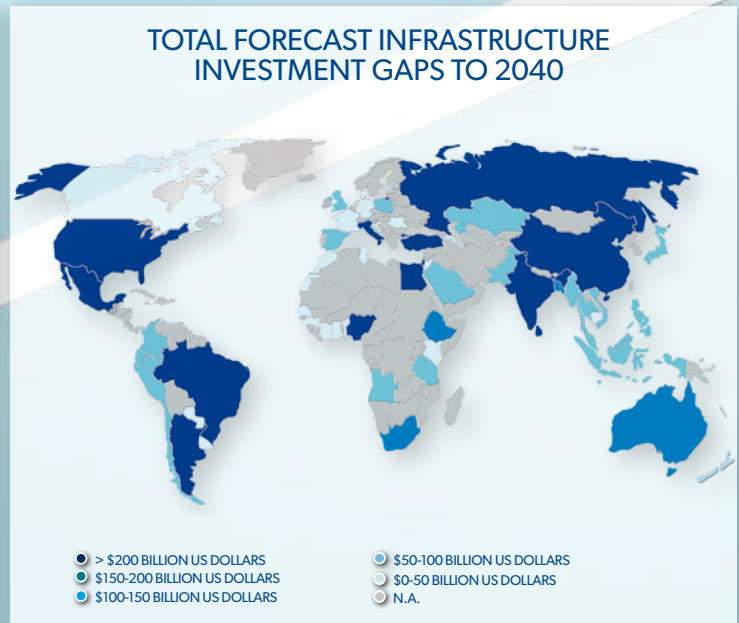 TOTAL FORECAST INFRASTRUCTURE
INVESTMENT GAPS TO 2040
> $200 BILLION US DOLLARS
$150-200 BILLION US DOLLARS
$100-150 BILLION US DOLLARS
$50-100 BILLION US DOLLARS
$0-50 BILLION US DOLLARS
N.A.